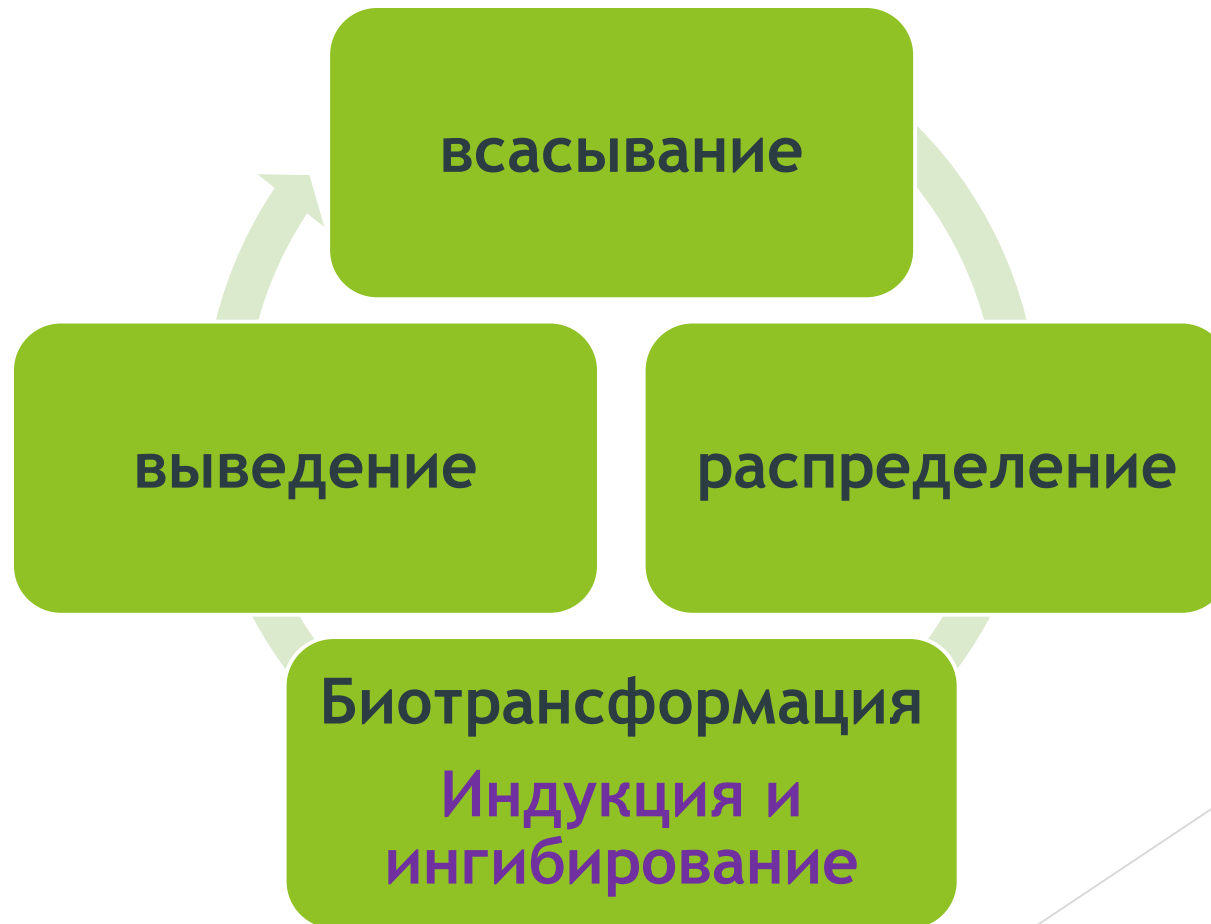 всасывание
выведение
распределение
Биотрансформация
Индукция и
ингибирование